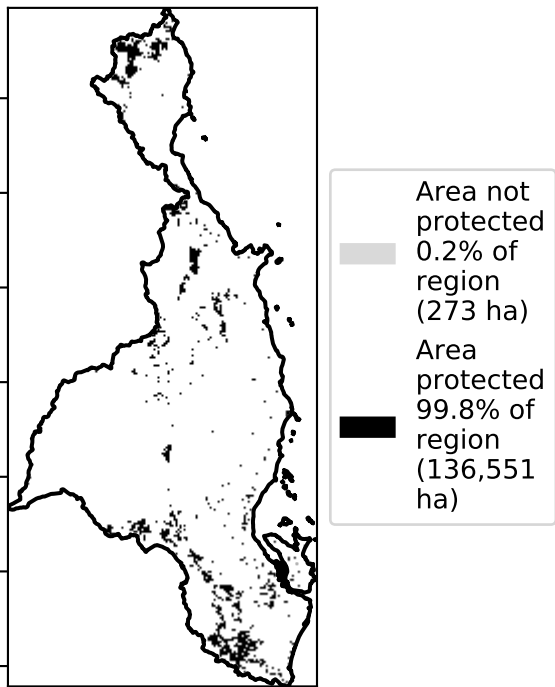 Area not
protected
0.2% of
region
(273 ha)
Area
protected
99.8% of
region
(136,551
ha)